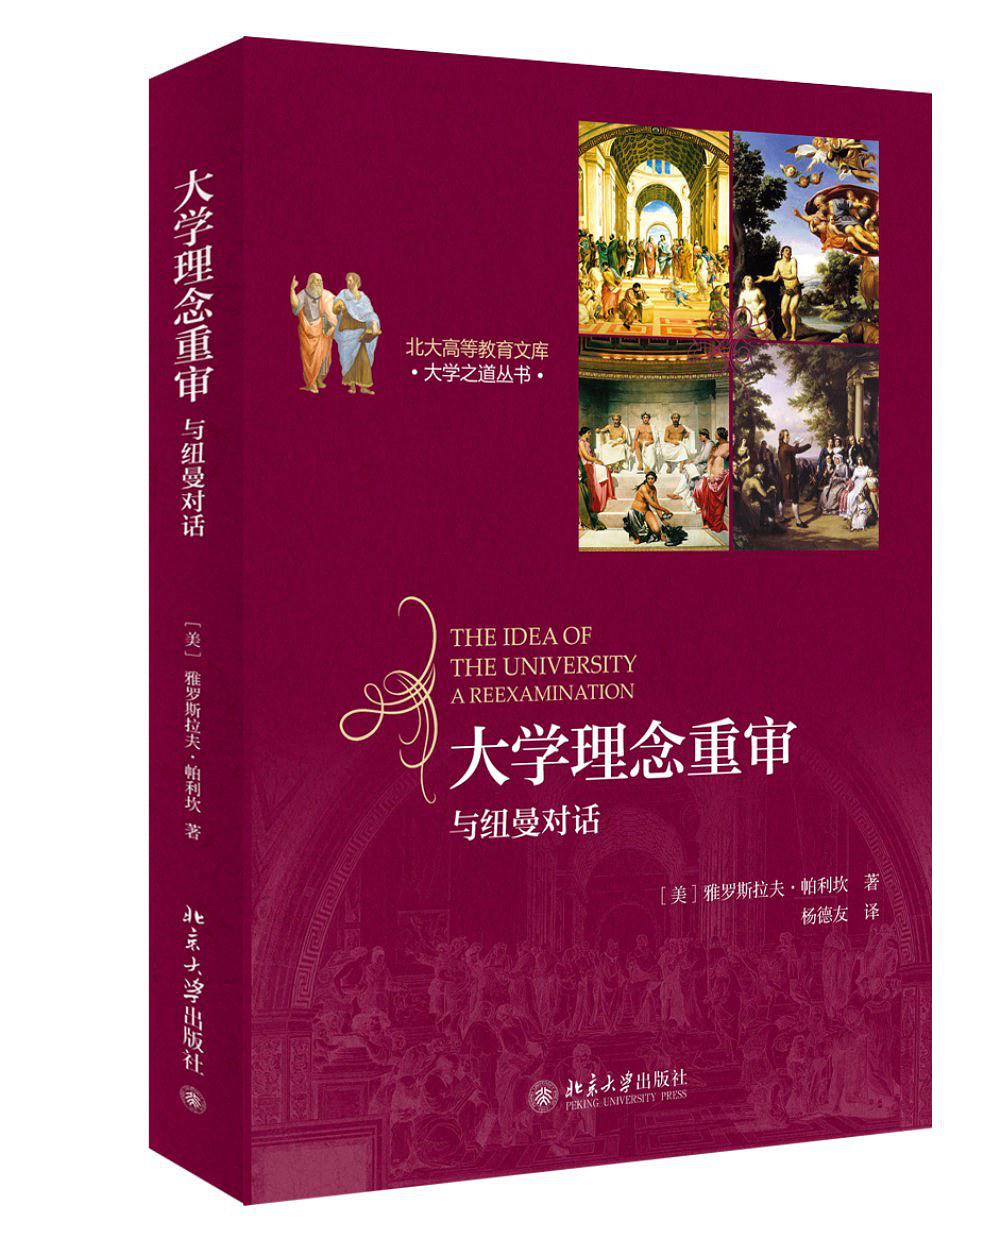 大学理念重审
与纽曼对话
[美] 雅罗斯拉夫·帕利坎 著
北京大学出版社
北大高等教育文库
·大学之道丛书·
THE IDEA OF
THE UNIVERSITY
A REEXAMINATION
大学理念重审
与纽曼对话
[美] 雅罗斯拉夫·帕利坎 著
杨德友 译
北京大学出版社
PEKING UNIVERSITY PRESS